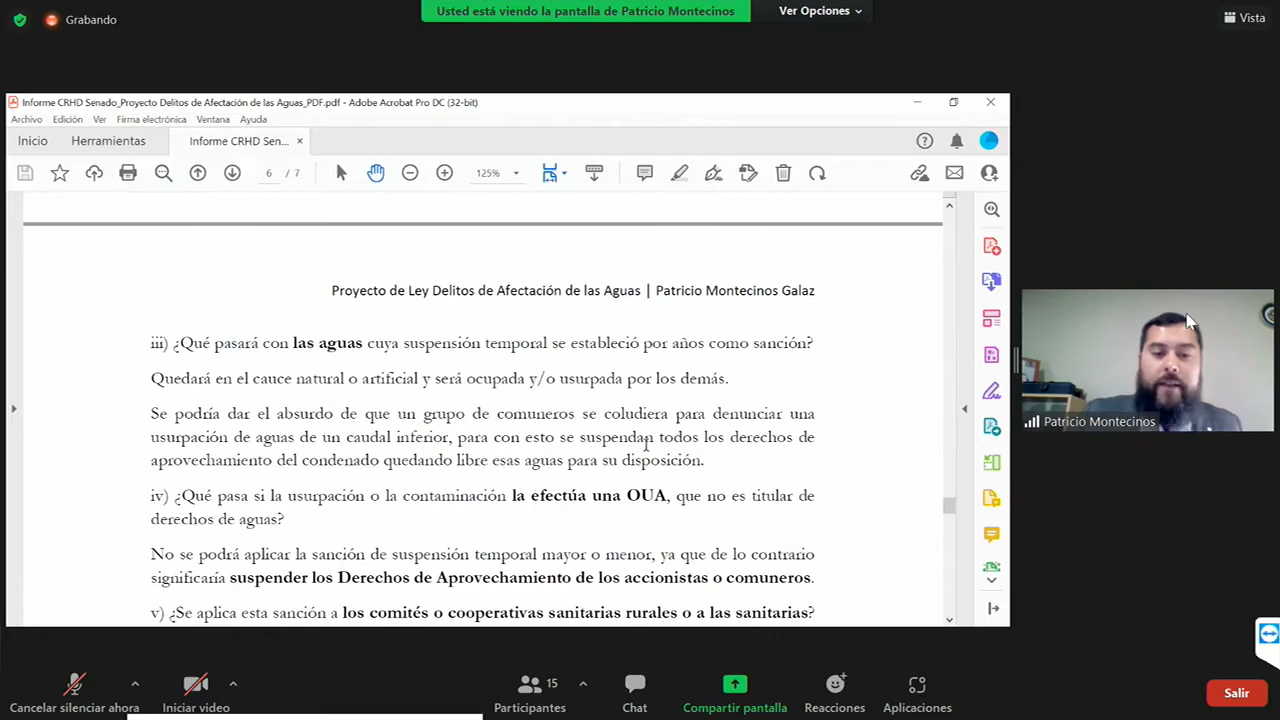 Grabando
Usted está viendo la pantalla de Patricio Montecinos
Ver Opciones
Vista
Informe CRHD Senado_Proyecto Delitos de Afectación de las Aguas_PDF.pdf - Adobe Acrobat Pro DC (32-bit)
Archivo Edición Ver Firma electrónica Ventana Ayuda
Inicio Herramientas Informe CRHD Sen...
6 / 7 125%
Proyecto de Ley Delitos de Afectación de las Aguas | Patricio Montecinos Galaz
iii) ¿Qué pasará con las aguas cuya suspensión temporal se estableció por años como sanción?
Quedará en el cauce natural o artificial y será ocupada y/o usurpada por los demás.
Se podría dar el absurdo de que un grupo de comuneros se coludiera para denunciar una
usurpación de aguas de un caudal inferior, para con esto se suspendan todos los derechos de
aprovechamiento del condenado quedando libre esas aguas para su disposición.
iv) ¿Qué pasa si la usurpación o la contaminación la efectúa una OUA, que no es titular de
derechos de aguas?
No se podrá aplicar la sanción de suspensión temporal mayor o menor, ya que de lo contrario
significaría suspender los Derechos de Aprovechamiento de los accionistas o comuneros.
v) ¿Se aplica esta sanción a los comités o cooperativas sanitarias rurales o a las sanitarias?
Patricio Montecinos
Cancelar silenciar ahora
Iniciar video
15
Participantes
Chat
Compartir pantalla
Reacciones
Aplicaciones
Salir